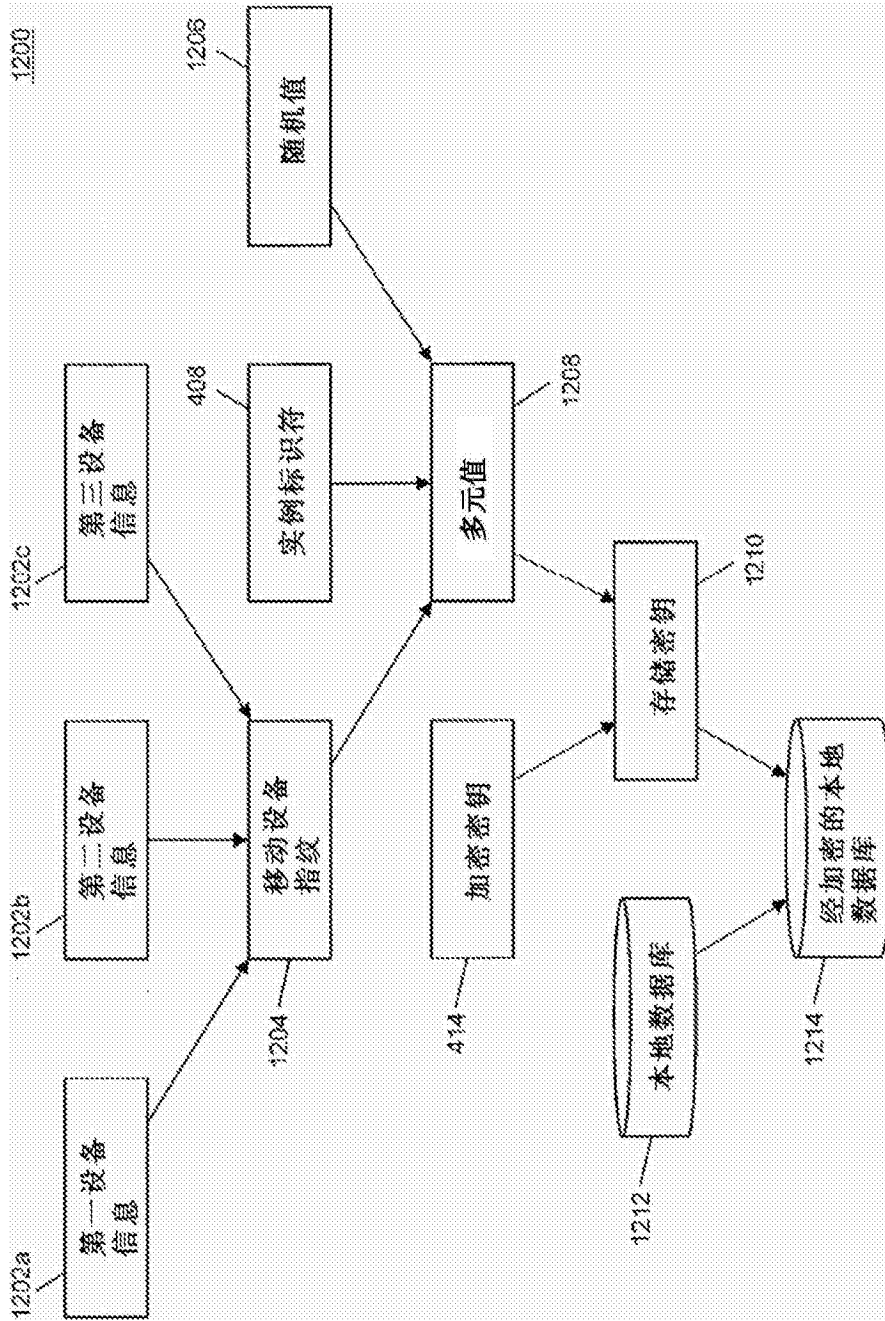 1200
1202a
第一设备
信息
1202b
第二设备
信息
1202c
第三设备
信息
1204
移动设备
指纹
408
实例标识符
1206
随机值
414
加密密钥
多元值
1208
1212
本地数据库
存储密钥
1210
经加密的本地
数据库
1214